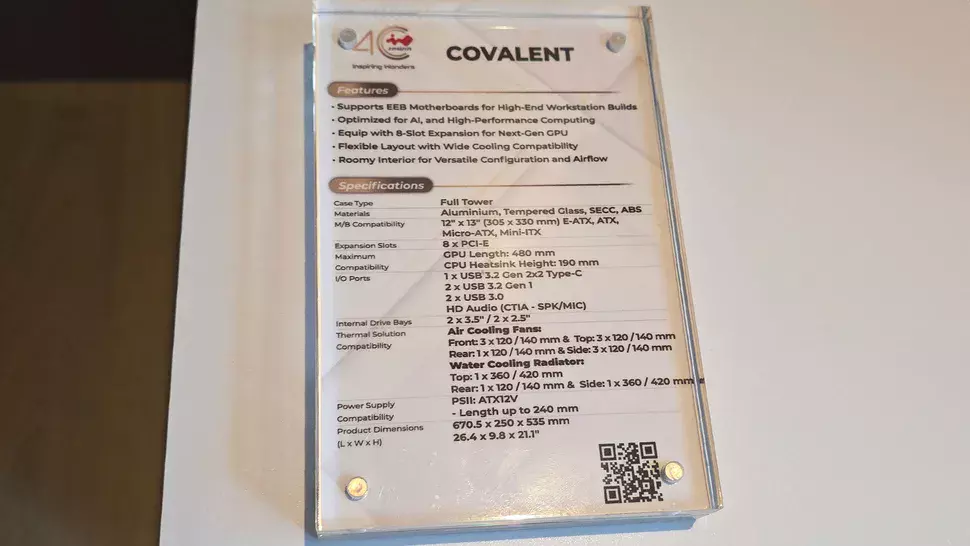 40
INWIN
Inspiring Wonders
COVALENT
Features
• Supports EEB Motherboards for High-End Workstation Builds
• Optimized for AI, and High-Performance Computing
• Equip with 8-Slot Expansion for Next-Gen GPU
• Flexible Layout with Wide Cooling Compatibility
• Roomy Interior for Versatile Configuration and Airflow
Specifications
Case Type Full Tower
Materials Aluminium, Tempered Glass, SECC, ABS
M/B Compatibility 12" x 13" (305 x 330 mm) E-ATX, ATX,
Micro-ATX, Mini-ITX
Expansion Slots 8 x PCI-E
Maximum GPU Length: 480 mm
Compatibility CPU Heatsink Height: 190 mm
I/O Ports 1 x USB 3.2 Gen 2x2 Type-C
2 x USB 3.2 Gen 1
2 x USB 3.0
HD Audio (CTIA - SPK/MIC)
Internal Drive Bays 2 x 3.5" / 2 x 2.5"
Thermal Solution Air Cooling Fans:
Compatibility Front: 3 x 120 / 140 mm & Top: 3 x 120 / 140 mm
Rear: 1 x 120 / 140 mm & Side: 3 x 120 / 140 mm
Water Cooling Radiator:
Top: 1 x 360 / 420 mm
Rear: 1 x 120 / 140 mm & Side: 1 x 360 / 420 mm
Power Supply PSII: ATX12V
Compatibility - Length up to 240 mm
Product Dimensions 670.5 x 250 x 535 mm
(L x W x H) 26.4 x 9.8 x 21.1"